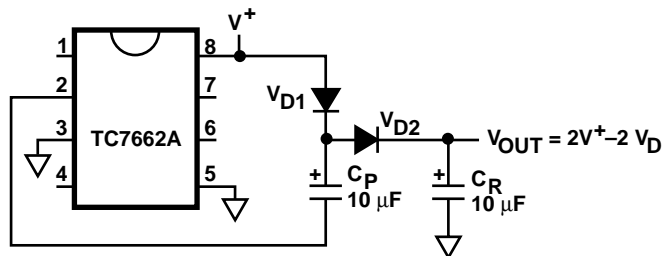 V+
1
8
2
7
VD1
VD2
3
TC7662A
6
VOUT = 2V+–2 VD
4
5
+
CP
10 µF
+
CR
10 µF